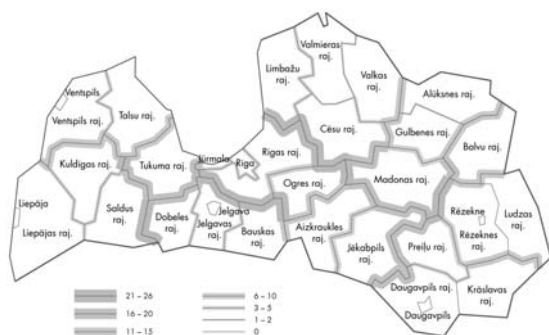 Ventspils
Ventspils raj.
Talsu raj.
Kuldīgas raj.
Tukuma raj.
Liepāja
Liepājas raj.
Saldus raj.
Dobeles raj.
Jūrmala
Rīga
Rīgas raj.
Jelgava
Jelgavas raj.
Bauskas raj.
Limbažu raj.
Valmieras raj.
Valkas raj.
Alūksnes raj.
Cēsu raj.
Gulbenes raj.
Balvu raj.
Ogres raj.
Madonas raj.
Aizkraukles raj.
Jēkabpils raj.
Preiļu raj.
Rēzekne
Rēzeknes raj.
Ludzas raj.
Daugavpils raj.
Daugavpils
Krāslavas raj.
21 – 26
16 – 20
11 – 15
6 – 10
3 – 5
1 – 2
0